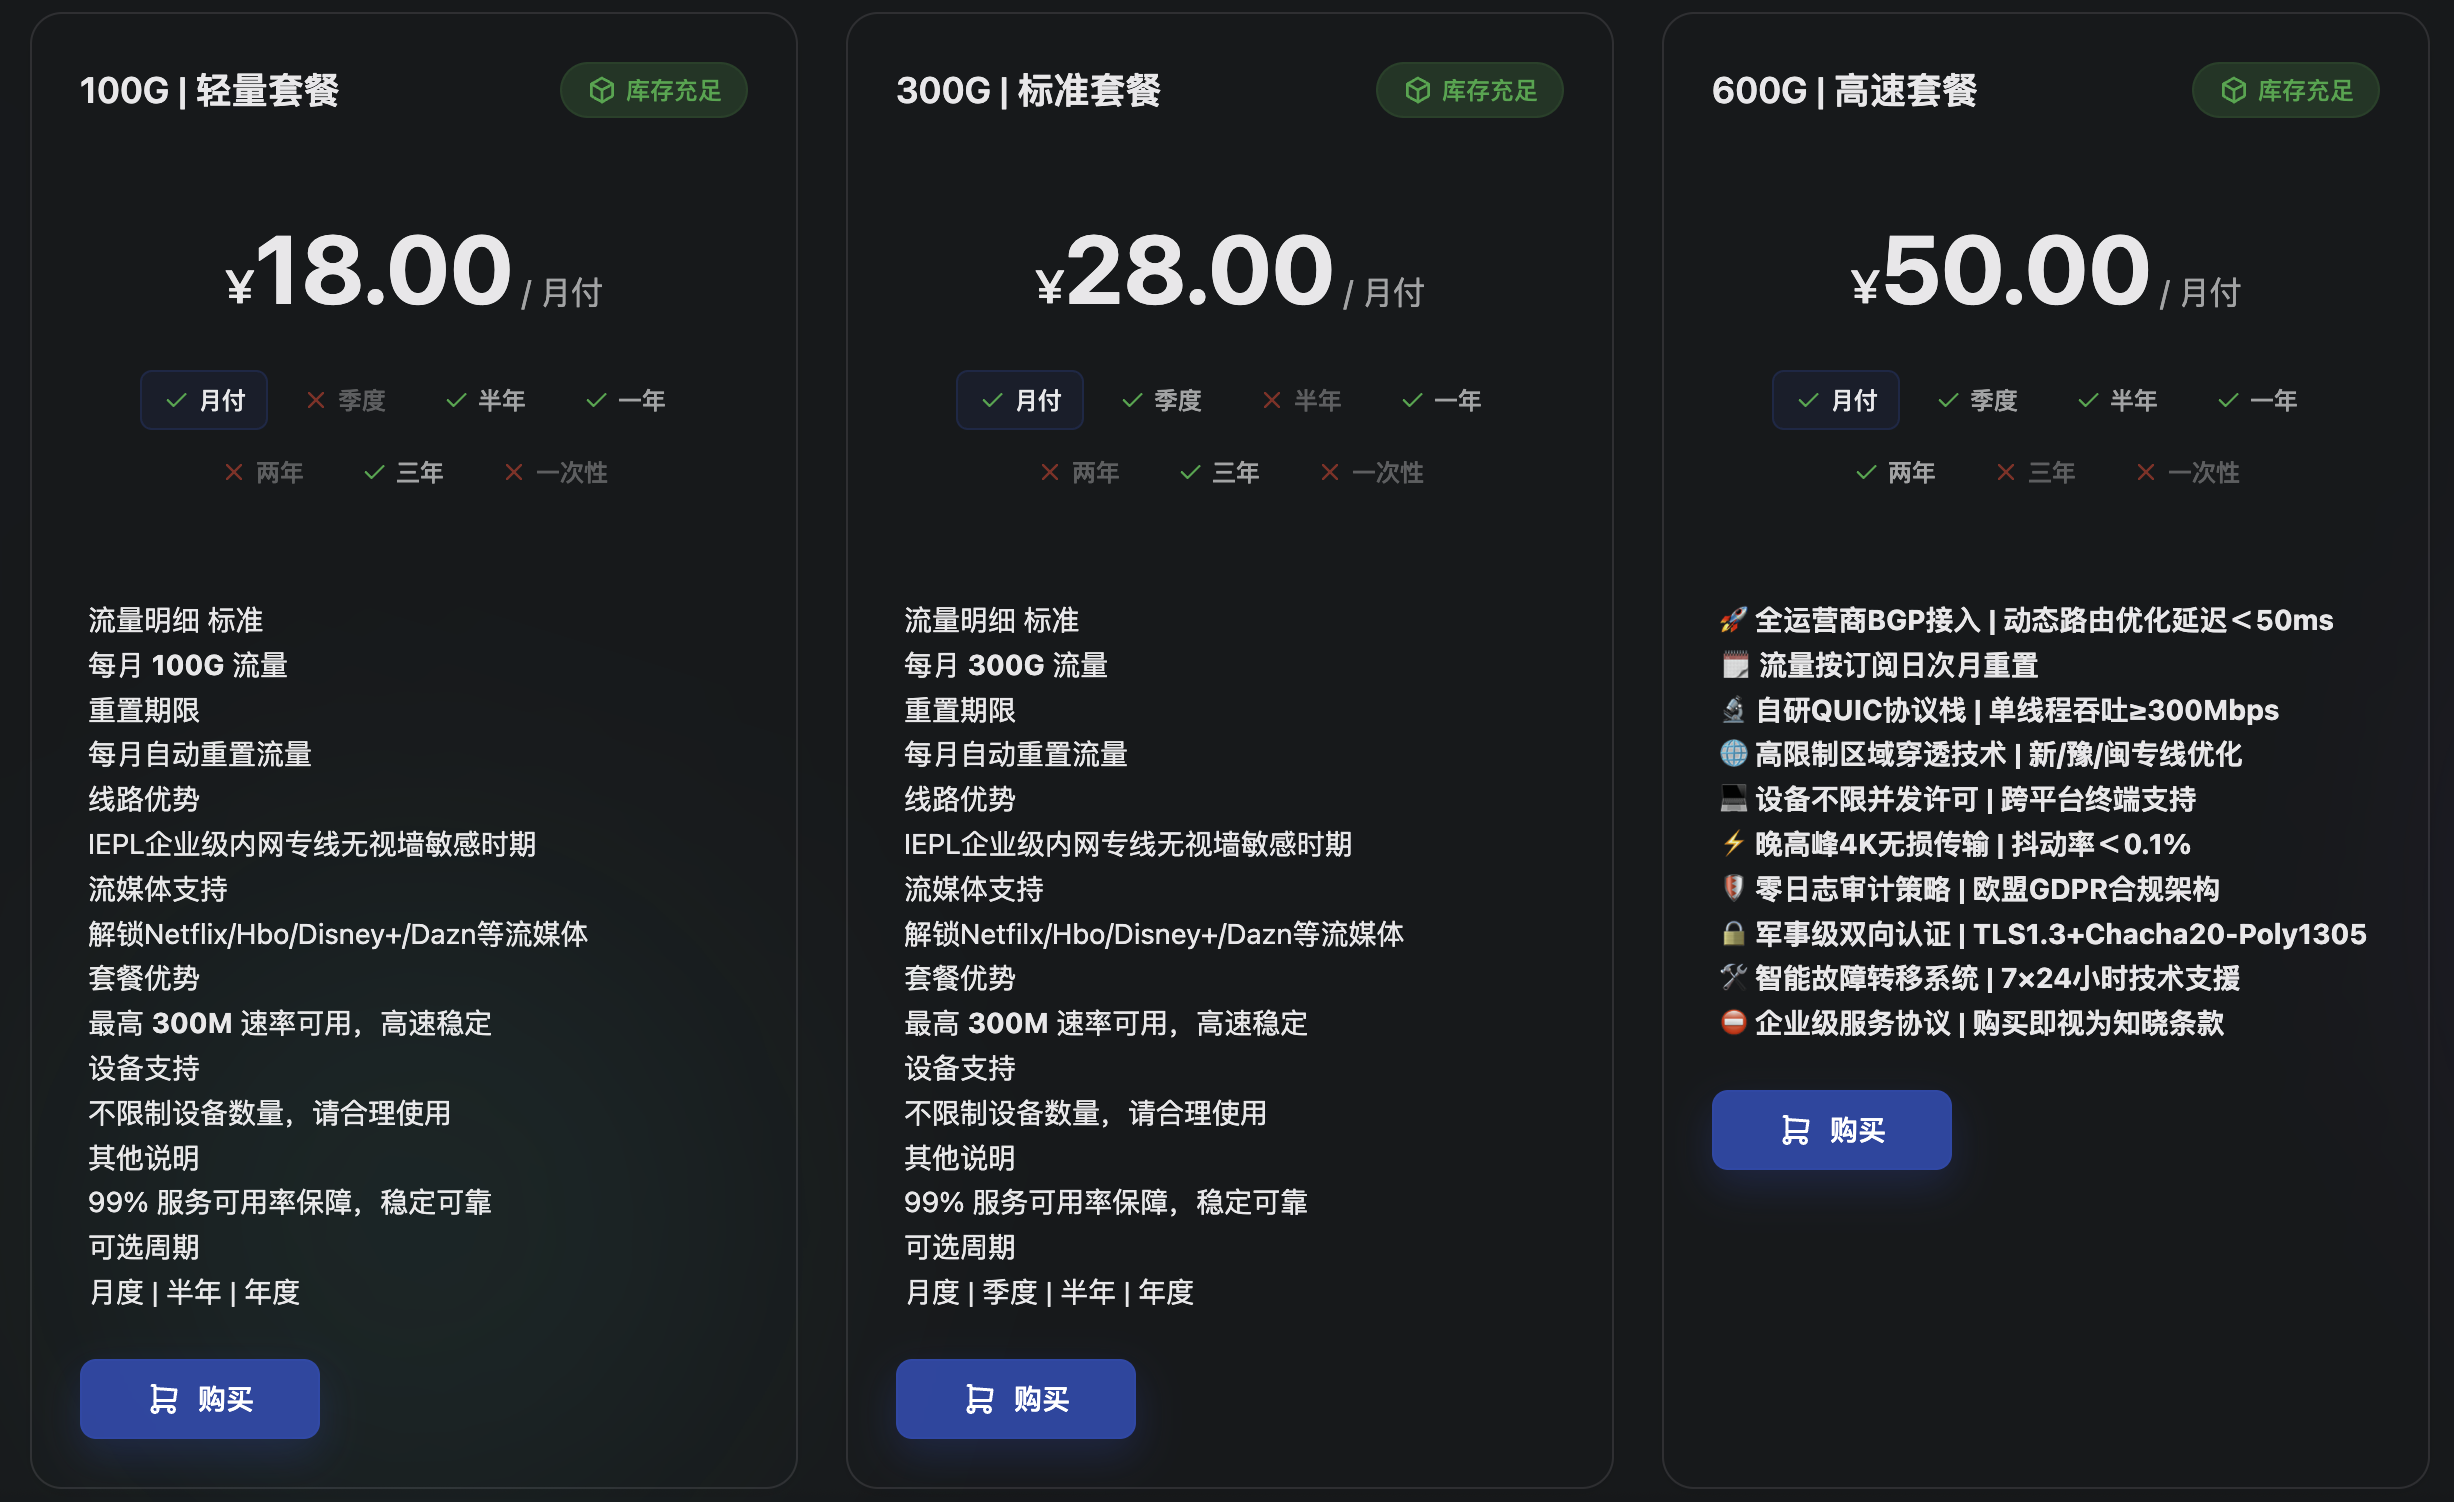 100G | 轻量套餐
库存充足
¥18.00 / 月付
月付 季度 半年 一年
两年 三年 一次性
流量明细 标准
每月 100G 流量
重置期限
每月自动重置流量
线路优势
IEPL企业级内网专线无视墙敏感时期
流媒体支持
解锁Netflix/Hbo/Disney+/Dazn等流媒体
套餐优势
最高 300M 速率可用，高速稳定
设备支持
不限制设备数量，请合理使用
其他说明
99% 服务可用率保障，稳定可靠
可选周期
月度 | 半年 | 年度
购买
300G | 标准套餐
库存充足
¥28.00 / 月付
月付 季度 半年 一年
两年 三年 一次性
流量明细 标准
每月 300G 流量
重置期限
每月自动重置流量
线路优势
IEPL企业级内网专线无视墙敏感时期
流媒体支持
解锁Netfilx/Hbo/Disney+/Dazn等流媒体
套餐优势
最高 300M 速率可用，高速稳定
设备支持
不限制设备数量，请合理使用
其他说明
99% 服务可用率保障，稳定可靠
可选周期
月度 | 季度 | 半年 | 年度
购买
600G | 高速套餐
库存充足
¥50.00 / 月付
月付 季度 半年 一年
两年 三年 一次性
🚀 全运营商BGP接入 | 动态路由优化延迟＜50ms
🗓️ 流量按订阅日次月重置
🔬 自研QUIC协议栈 | 单线程吞吐≥300Mbps
🌐 高限制区域穿透技术 | 新/豫/闽专线优化
💻 设备不限并发许可 | 跨平台终端支持
⚡ 晚高峰4K无损传输 | 抖动率＜0.1%
🛡️ 零日志审计策略 | 欧盟GDPR合规架构
🔒 军事级双向认证 | TLS1.3+Chacha20-Poly1305
🛠️ 智能故障转移系统 | 7×24小时技术支援
⛔ 企业级服务协议 | 购买即视为知晓条款
购买